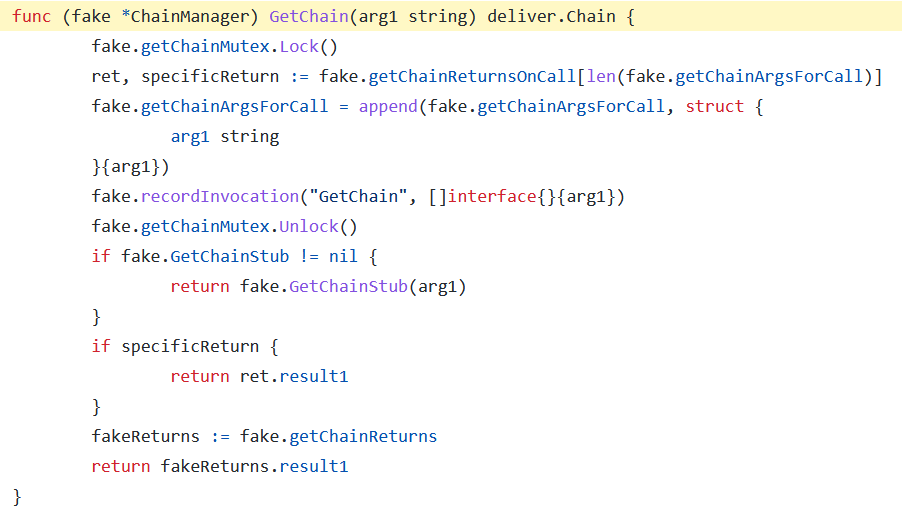 func (fake *ChainManager) GetChain(arg1 string) deliver.Chain {
fake.getChainMutex.Lock()
ret, specificReturn := fake.getChainReturnsOnCall[len(fake.getChainArgsForCall)]
fake.getChainArgsForCall = append(fake.getChainArgsForCall, struct {
arg1 string
}{arg1})
fake.recordInvocation("GetChain", []interface{}{arg1})
fake.getChainMutex.Unlock()
if fake.GetChainStub != nil {
return fake.GetChainStub(arg1)
}
if specificReturn {
return ret.result1
}
fakeReturns := fake.getChainReturns
return fakeReturns.result1
}